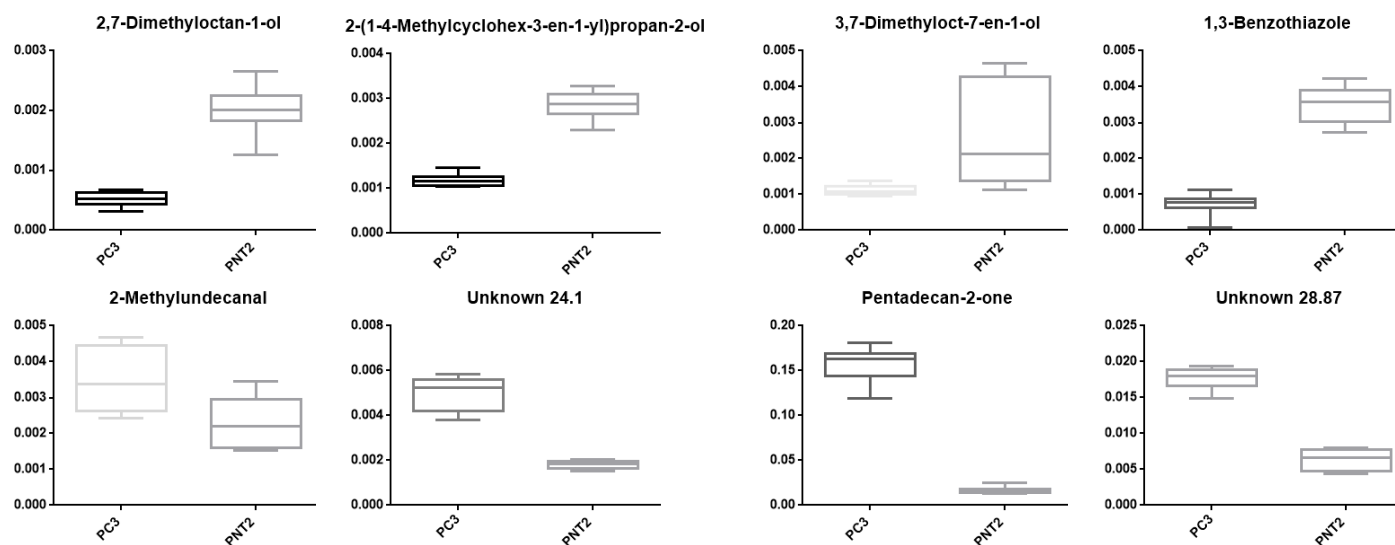 2,7-Dimethyloctan-1-ol
0.003
0.002
0.001
0.000
PC3
PNT2
2-(1-4-Methylcyclohex-3-en-1-yl)propan-2-ol
0.004
0.003
0.002
0.001
0.000
PC3
PNT2
3,7-Dimethyloct-7-en-1-ol
0.005
0.004
0.003
0.002
0.001
0.000
PC3
PNT2
1,3-Benzothiazole
0.005
0.004
0.003
0.002
0.001
0.000
PC3
PNT2
2-Methylundecanal
0.005
0.004
0.003
0.002
0.001
0.000
PC3
PNT2
Unknown 24.1
0.008
0.006
0.004
0.002
0.000
PC3
PNT2
Pentadecan-2-one
0.20
0.15
0.10
0.50
0.00
PC3
PNT2
Unknown 28.87
0.025
0.020
0.015
0.010
0.005
0.000
PC3
PNT2